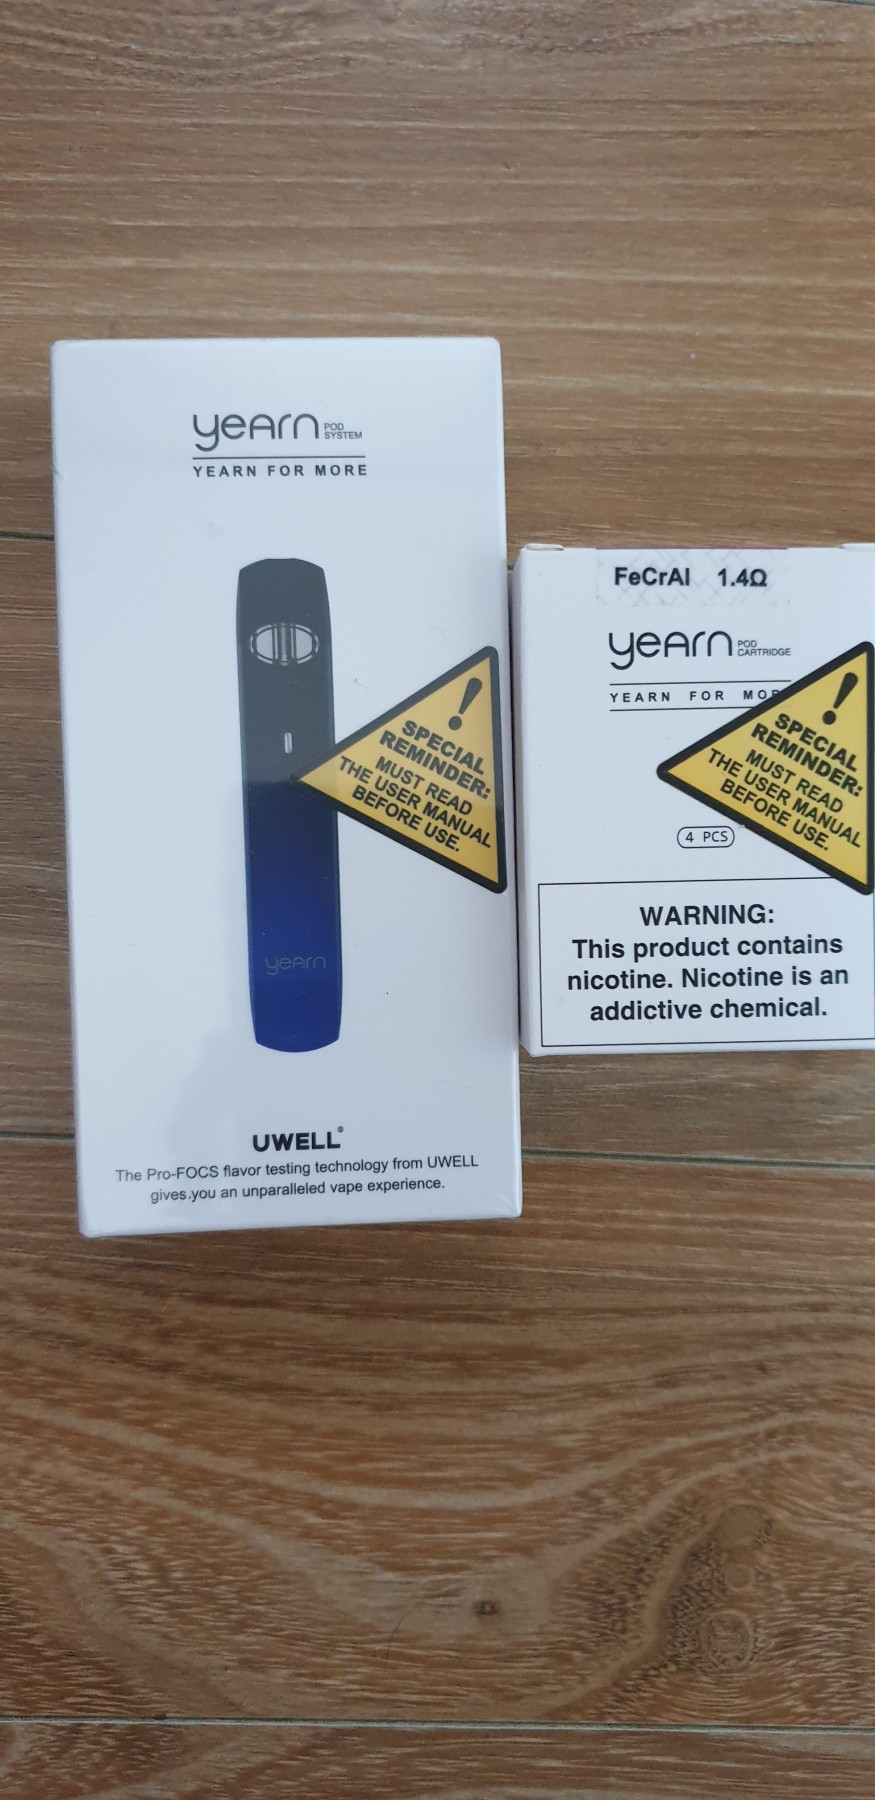 yearn POD SYSTEM
YEARN FOR MORE
yearn
SPECIAL
REMINDER:
MUST READ
THE USER MANUAL
BEFORE USE.
UWELL®
The Pro-FOCS flavor testing technology from UWELL
gives.you an unparalleled vape experience.
FeCrAl 1.4Ω
yearn POD CARTRIDGE
YEARN FOR MOR
SPECIAL
REMINDER:
MUST READ
THE USER MANUAL
BEFORE USE.
4 PCS
WARNING:
This product contains
nicotine. Nicotine is an
addictive chemical.